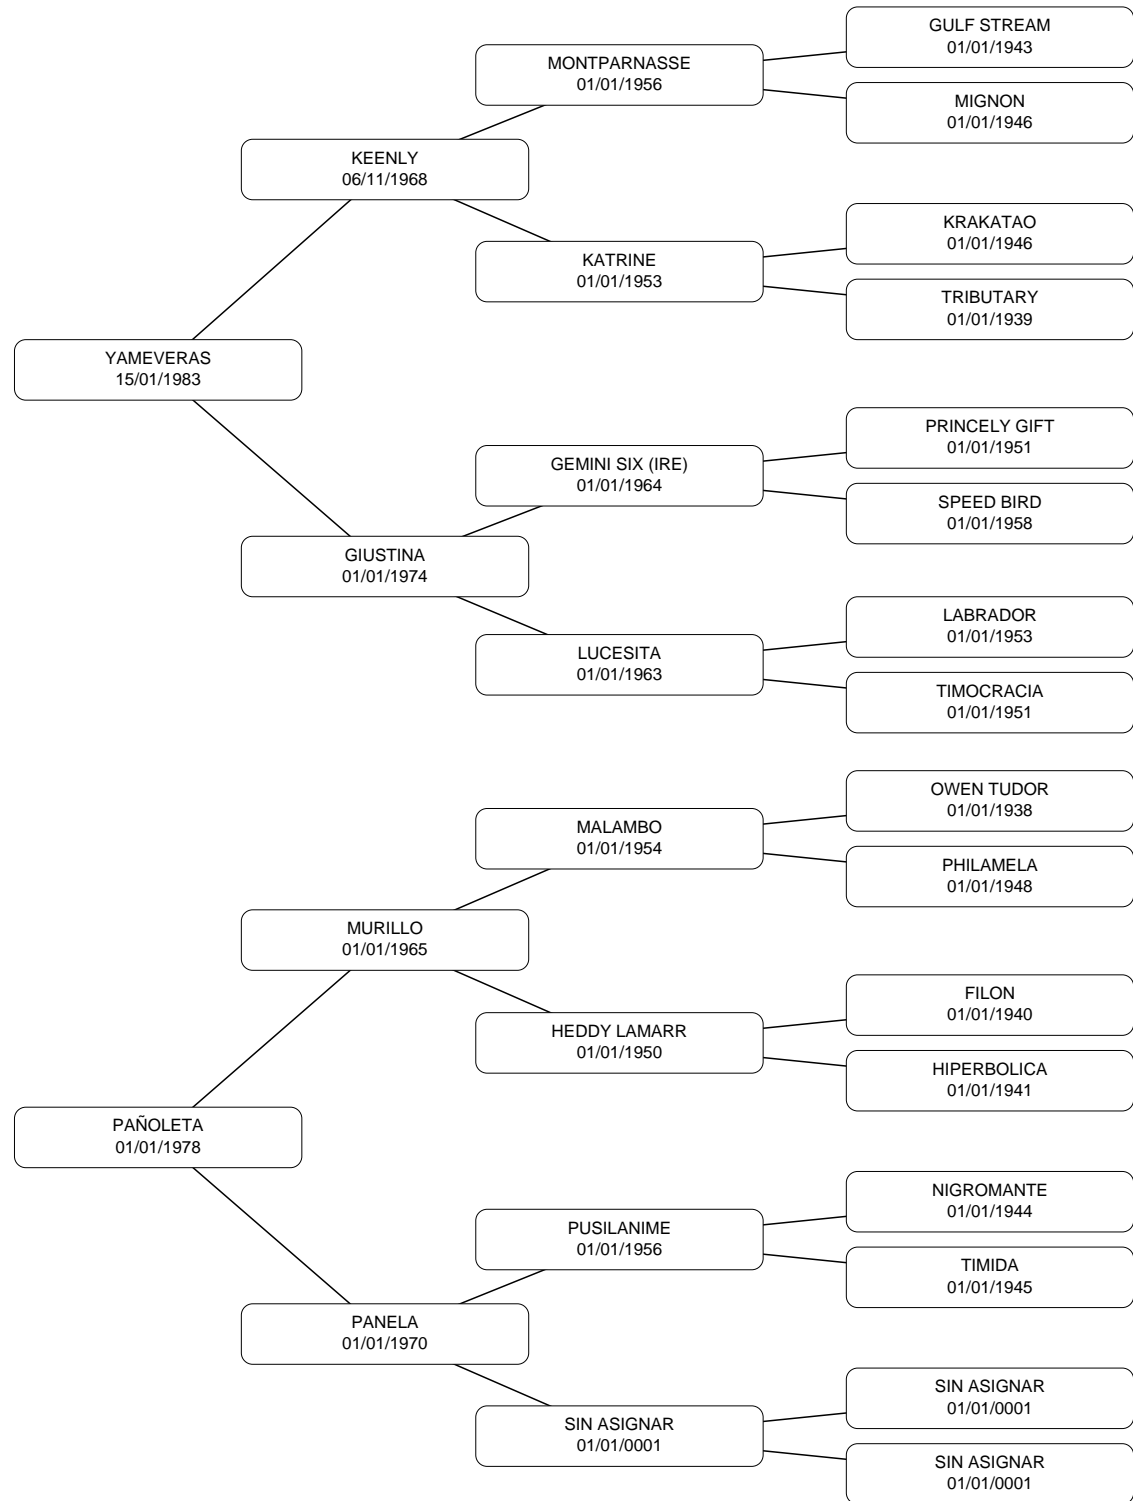 GULF STREAM
01/01/1943
MONTPARNASSE
01/01/1956
MIGNON
01/01/1946
KEENLY
06/11/1968
KRAKATAO
01/01/1946
KATRINE
01/01/1953
TRIBUTARY
01/01/1939
YAMEVERAS
15/01/1983
PRINCELY GIFT
01/01/1951
GEMINI SIX (IRE)
01/01/1964
SPEED BIRD
01/01/1958
GIUSTINA
01/01/1974
LABRADOR
01/01/1953
LUCESITA
01/01/1963
TIMOCRACIA
01/01/1951
OWEN TUDOR
01/01/1938
MALAMBO
01/01/1954
PHILAMELA
01/01/1948
MURILLO
01/01/1965
FILON
01/01/1940
HEDDY LAMARR
01/01/1950
HIPERBOLICA
01/01/1941
PAÑOLETA
01/01/1978
NIGROMANTE
01/01/1944
PUSILANIME
01/01/1956
TIMIDA
01/01/1945
PANELA
01/01/1970
SIN ASIGNAR
01/01/0001
SIN ASIGNAR
01/01/0001
SIN ASIGNAR
01/01/0001